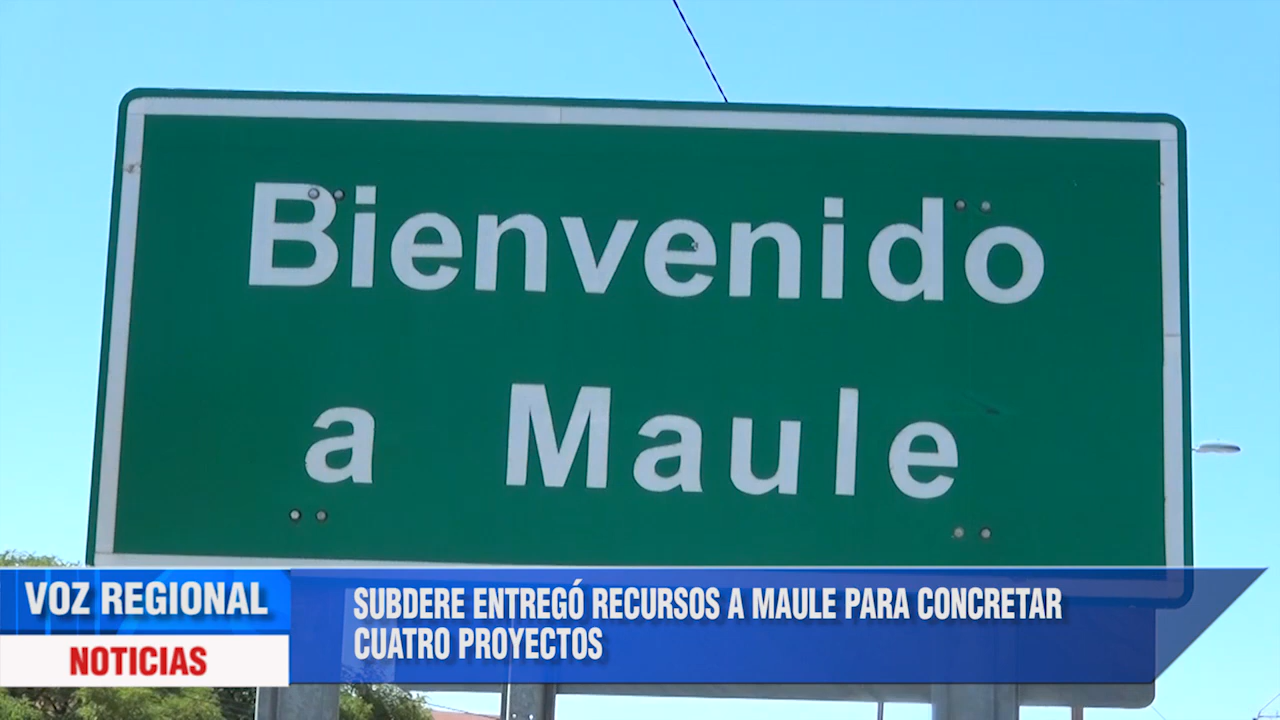 Bienvenido
a Maule
VOZ REGIONAL
NOTICIAS
SUBDERE ENTREGÓ RECURSOS A MAULE PARA CONCRETAR
CUATRO PROYECTOS